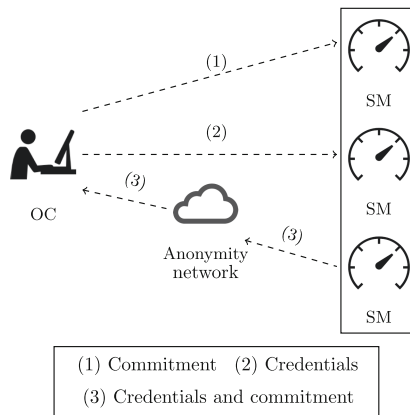 (1)
SM
(2)
(3)
SM
OC
Anonymity
network
(3)
SM
(1) Commitment (2) Credentials
(3) Credentials and commitment